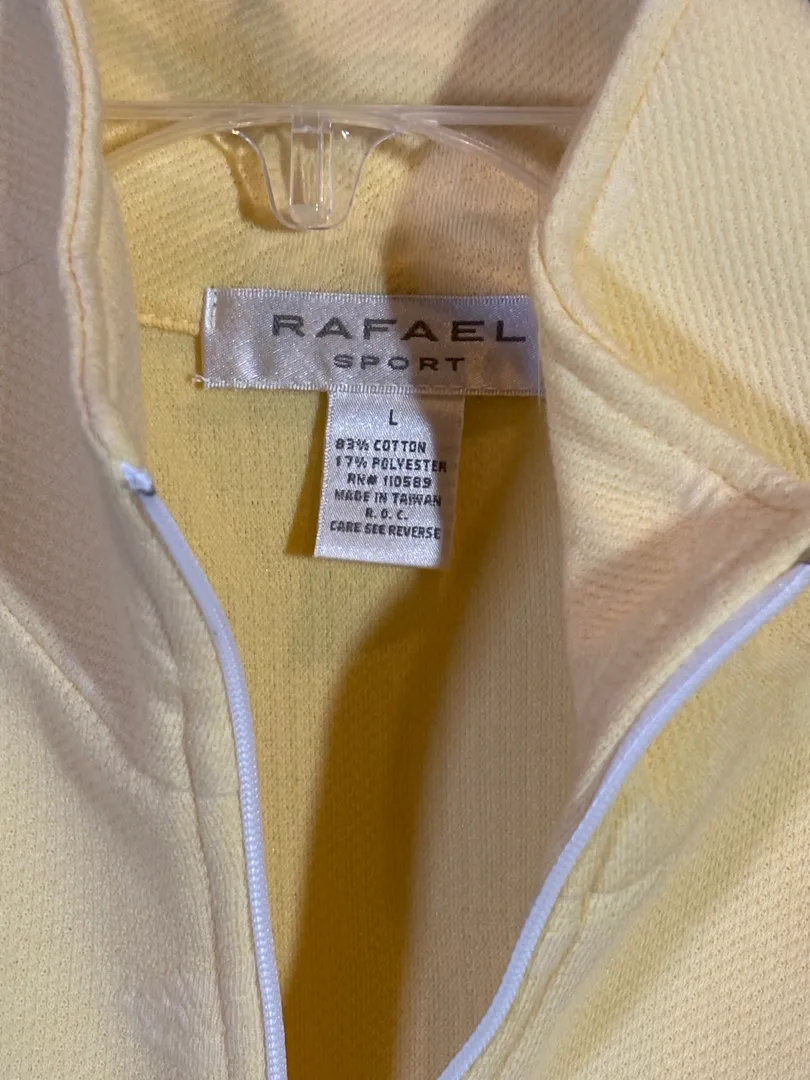 RAFAEL
SPORT
L
83% COTTON
17% POLYESTER
RN# 110589
MADE IN TAIWAN
R. O. C.
CARE SEE REVERSE